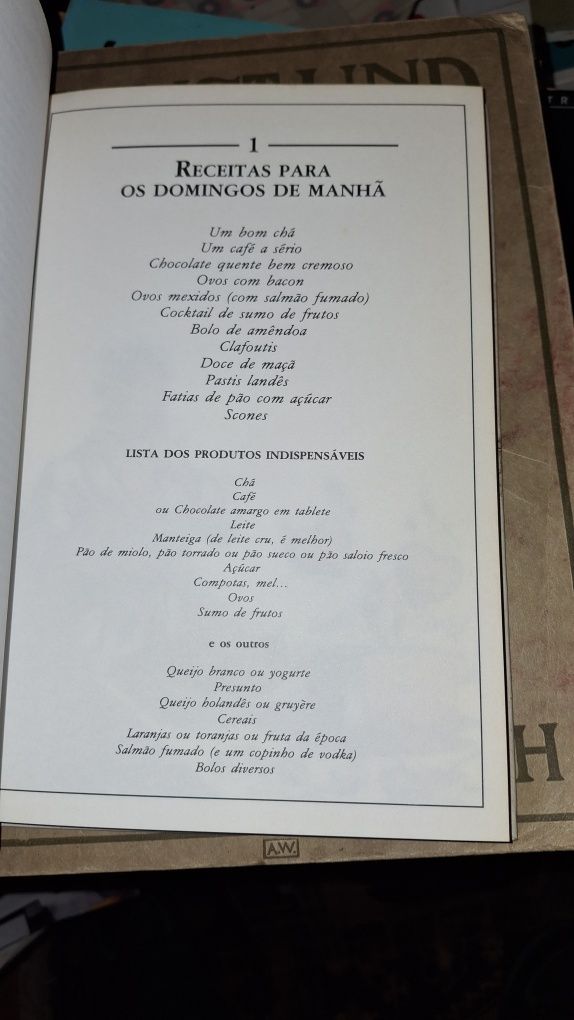 UST UND
TR
1
RECEITAS PARA
OS DOMINGOS DE MANHÃ
Um bom chá
Um café a sério
Chocolate quente bem cremoso
Ovos com bacon
Ovos mexidos (com salmão fumado)
Cocktail de sumo de frutos
Bolo de amêndoa
Clafoutis
Doce de maçã
Pastis landês
Fatias de pão com açúcar
Scones
LISTA DOS PRODUTOS INDISPENSÁVEIS
Chá
Café
ou Chocolate amargo em tablete
Leite
Manteiga (de leite cru, é melhor)
Pão de miolo, pão torrado ou pão sueco ou pão saloio fresco
Açúcar
Compotas, mel...
Ovos
Sumo de frutos
e os outros
Queijo branco ou yogurte
Presunto
Queijo holandês ou gruyère
Cereais
Laranjas ou toranjas ou fruta da época
Salmão fumado (e um copinho de vodka)
Bolos diversos
H
A.W.